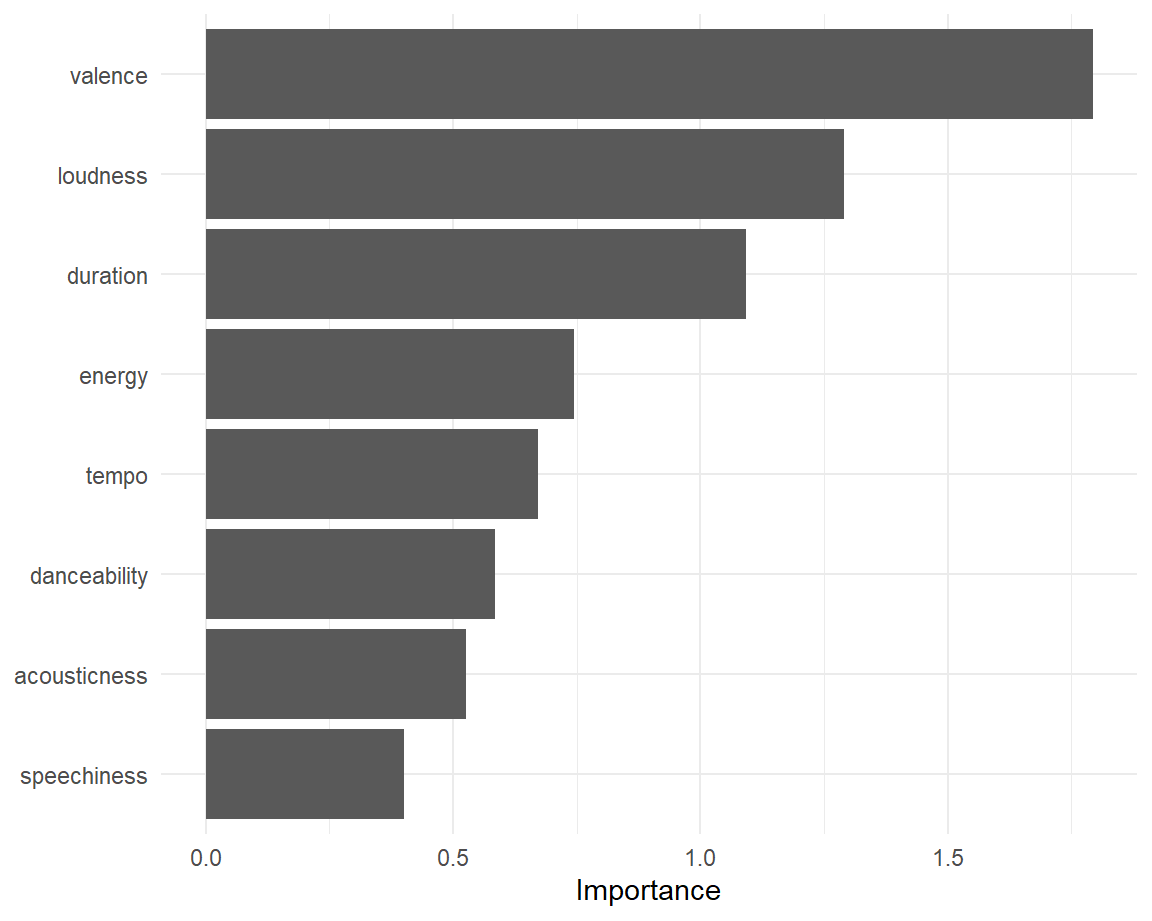 valence
loudness
duration
energy
tempo
danceability
acousticness
speechiness
0.0 0.5 1.0 1.5
Importance